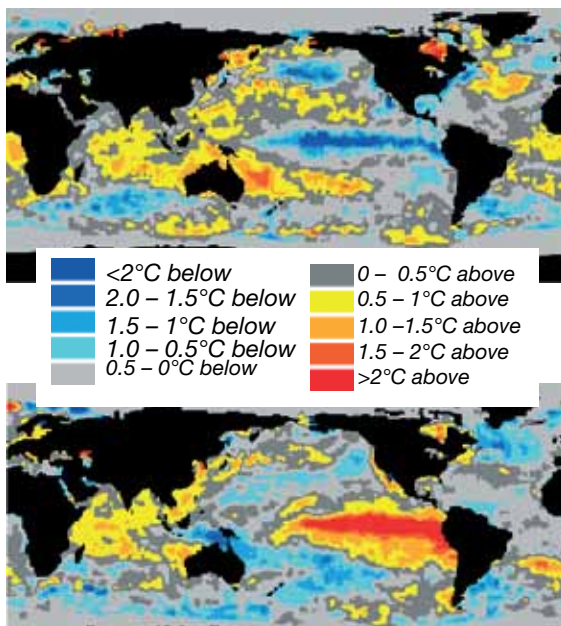 <2°C below
2.0 – 1.5°C below
1.5 – 1°C below
1.0 – 0.5°C below
0.5 – 0°C below
0 – 0.5°C above
0.5 – 1°C above
1.0 –1.5°C above
1.5 – 2°C above
>2°C above